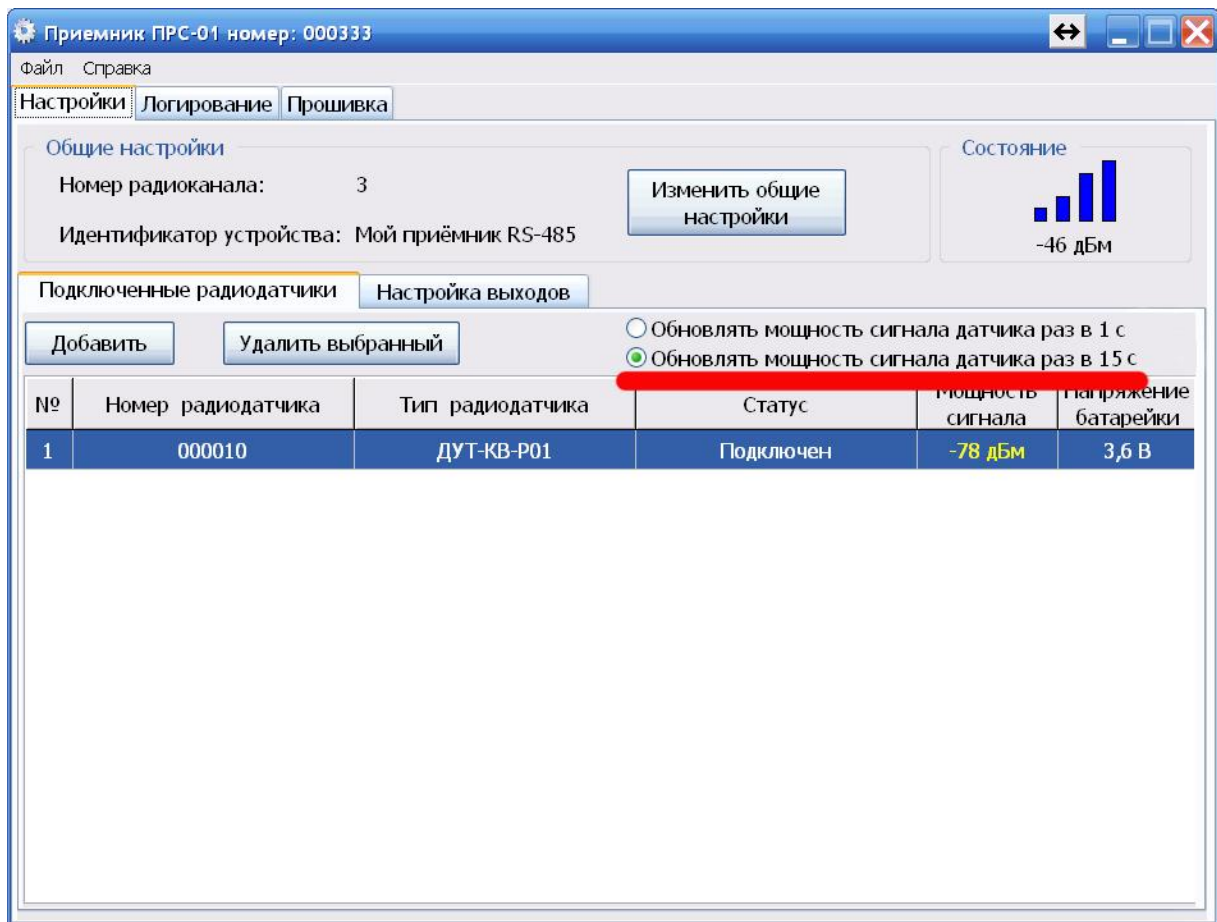 Приемник ПРС-01 номер: 000333
Файл Справка
Настройки Логирование Прошивка
Общие настройки
Номер радиоканала: 3
Идентификатор устройства: Мой приёмник RS-485
Изменить общие
настройки
Состояние
-46 дБм
Подключенные радиодатчики Настройка выходов
Добавить Удалить выбранный
Обновлять мощность сигнала датчика раз в 1 с
Обновлять мощность сигнала датчика раз в 15 с
№ Номер радиодатчика Тип радиодатчика Статус Мощность сигнала Напряжение батарейки
1 000010 ДУТ-КВ-Р01 Подключен -78 дБм 3,6 В